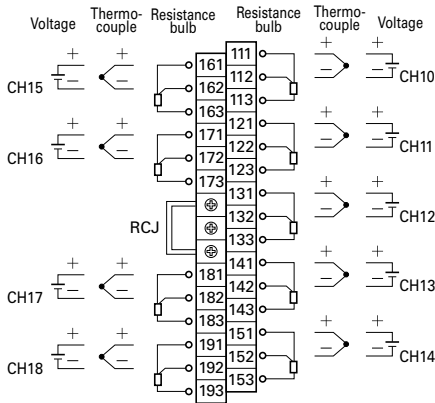 Voltage Thermo-couple Resistance bulb Resistance bulb Thermo-couple Voltage
111
161
112
162
113
163
CH15
CH10
121
171
122
172
123
173
CH16
CH11
131
132
133
RCJ
CH12
141
181
142
182
143
183
CH17
CH13
151
191
152
192
153
193
CH18
CH14